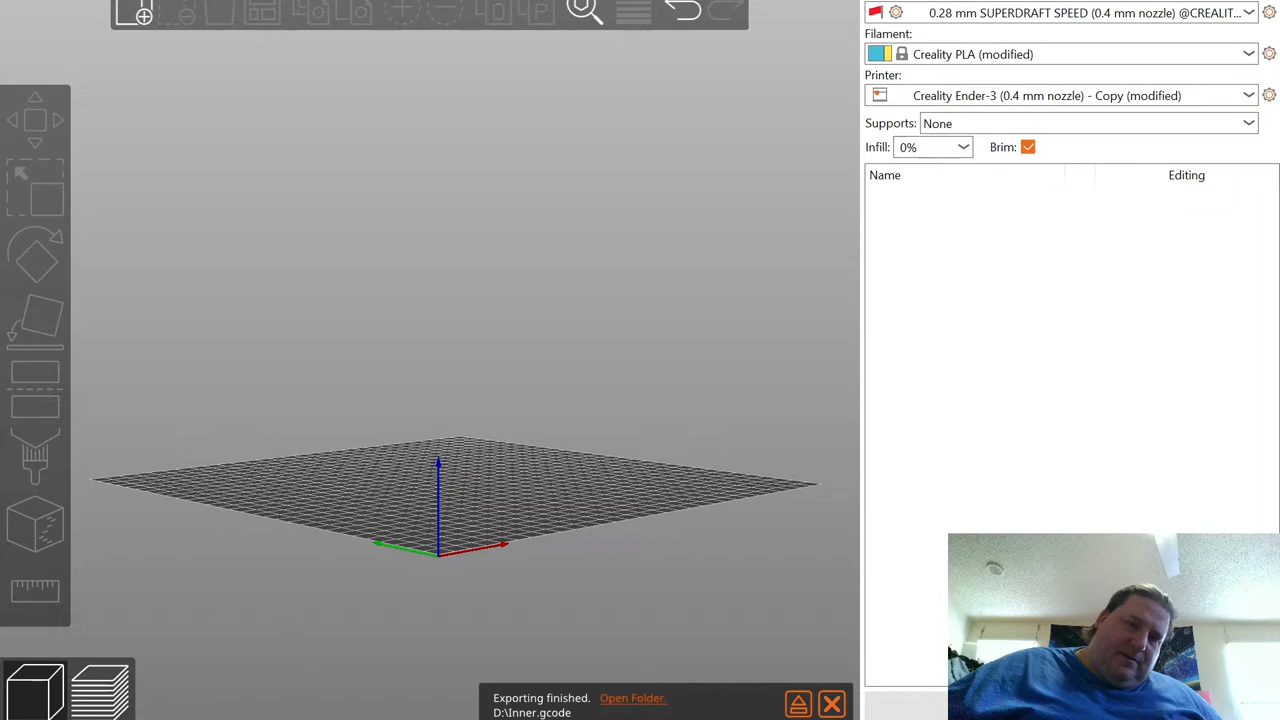 0.28 mm SUPERDRAFT SPEED (0.4 mm nozzle) @CREALIT...
Filament:
Creality PLA (modified)
Printer:
Creality Ender-3 (0.4 mm nozzle) - Copy (modified)
Supports: None
Infill: 0% Brim:
Name Editing
Exporting finished. Open Folder.
D:\Inner.gcode